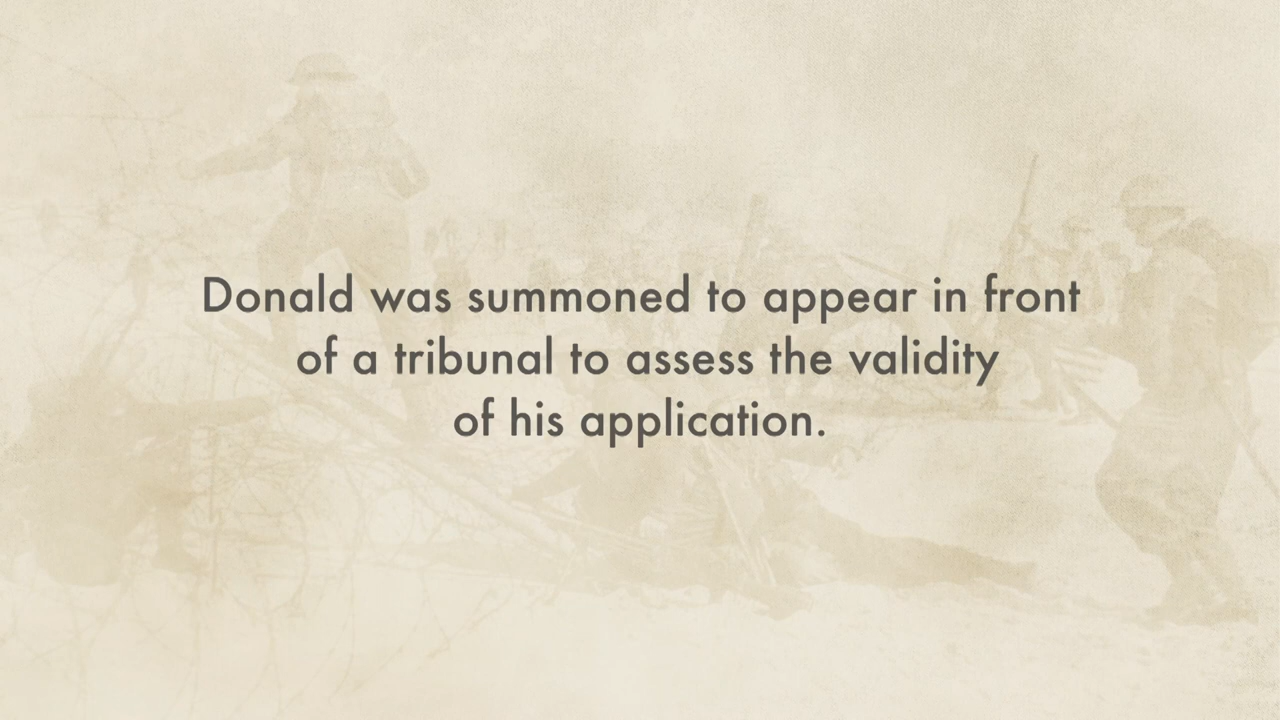 Donald was summoned to appear in front
of a tribunal to assess the validity
of his application.